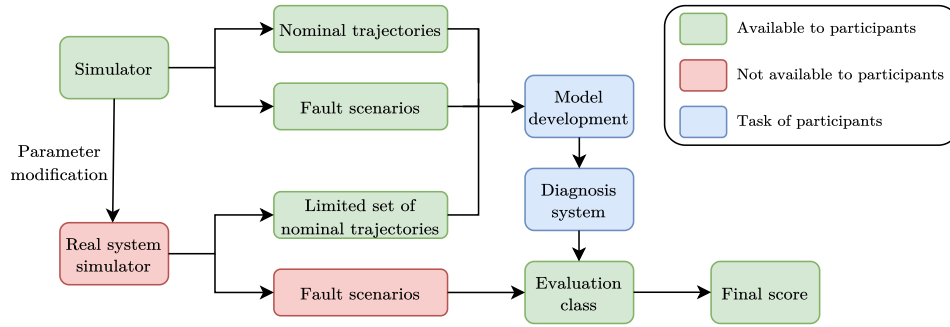 Simulator
Nominal trajectories
Fault scenarios
Parameter
modification
Real system
simulator
Limited set of
nominal trajectories
Fault scenarios
Model
development
Diagnosis
system
Evaluation
class
Final score
Available to participants
Not available to participants
Task of participants